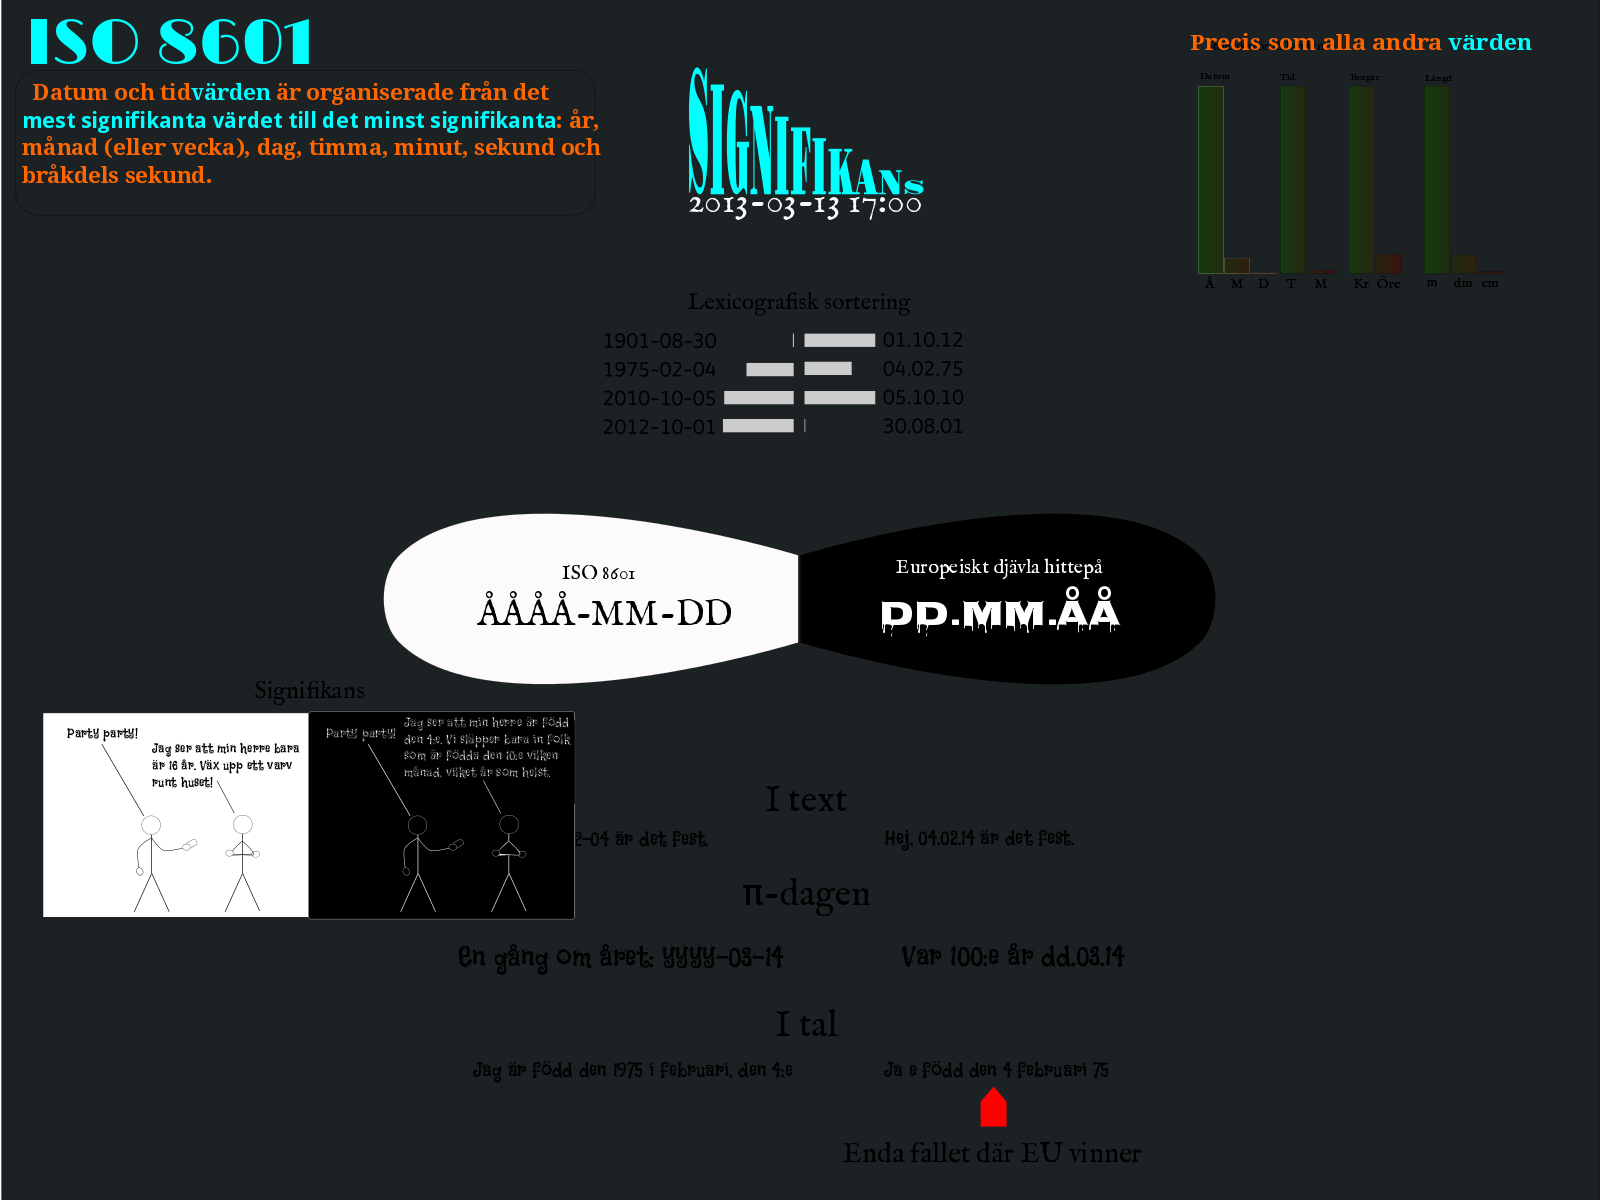 ISO 8601
Datum och tidvärden är organiserade från det
mest signifikanta värdet till det minst signifikanta: år,
månad (eller vecka), dag, timma, minut, sekund och
bråkdels sekund.
SIGNIFIKANS
2013-03-13 17:00
Precis som alla andra värden
Datum Tid Pengar Längd
Å M D T M Kr Öre m dm cm
Lexicografisk sortering
1901-08-30 01.10.12
1975-02-04 04.02.75
2010-10-05 05.10.10
2012-10-01 30.08.01
ISO 8601
ÅÅÅÅ-MM-DD
Europeiskt djävla hittepå
DD.MM.ÅÅ
Signifikans
Party party!
Jag ser att min herre bara
är 16 år. Väx upp ett varv
runt huset!
Party party!
Jag ser att min herre är född
den 4:e. Vi släpper bara in folk
som är födda den 10:e vilken
månad, vilket år som helst.
I text
2-04 är det fest.
Hej, 04.02.14 är det fest.
π-dagen
En gång om året: yyyy-03-14
Var 100:e år dd.03.14
I tal
Jag är född den 1975 i februari, den 4:e
Ja e född den 4 februari 75
Enda fallet där EU vinner